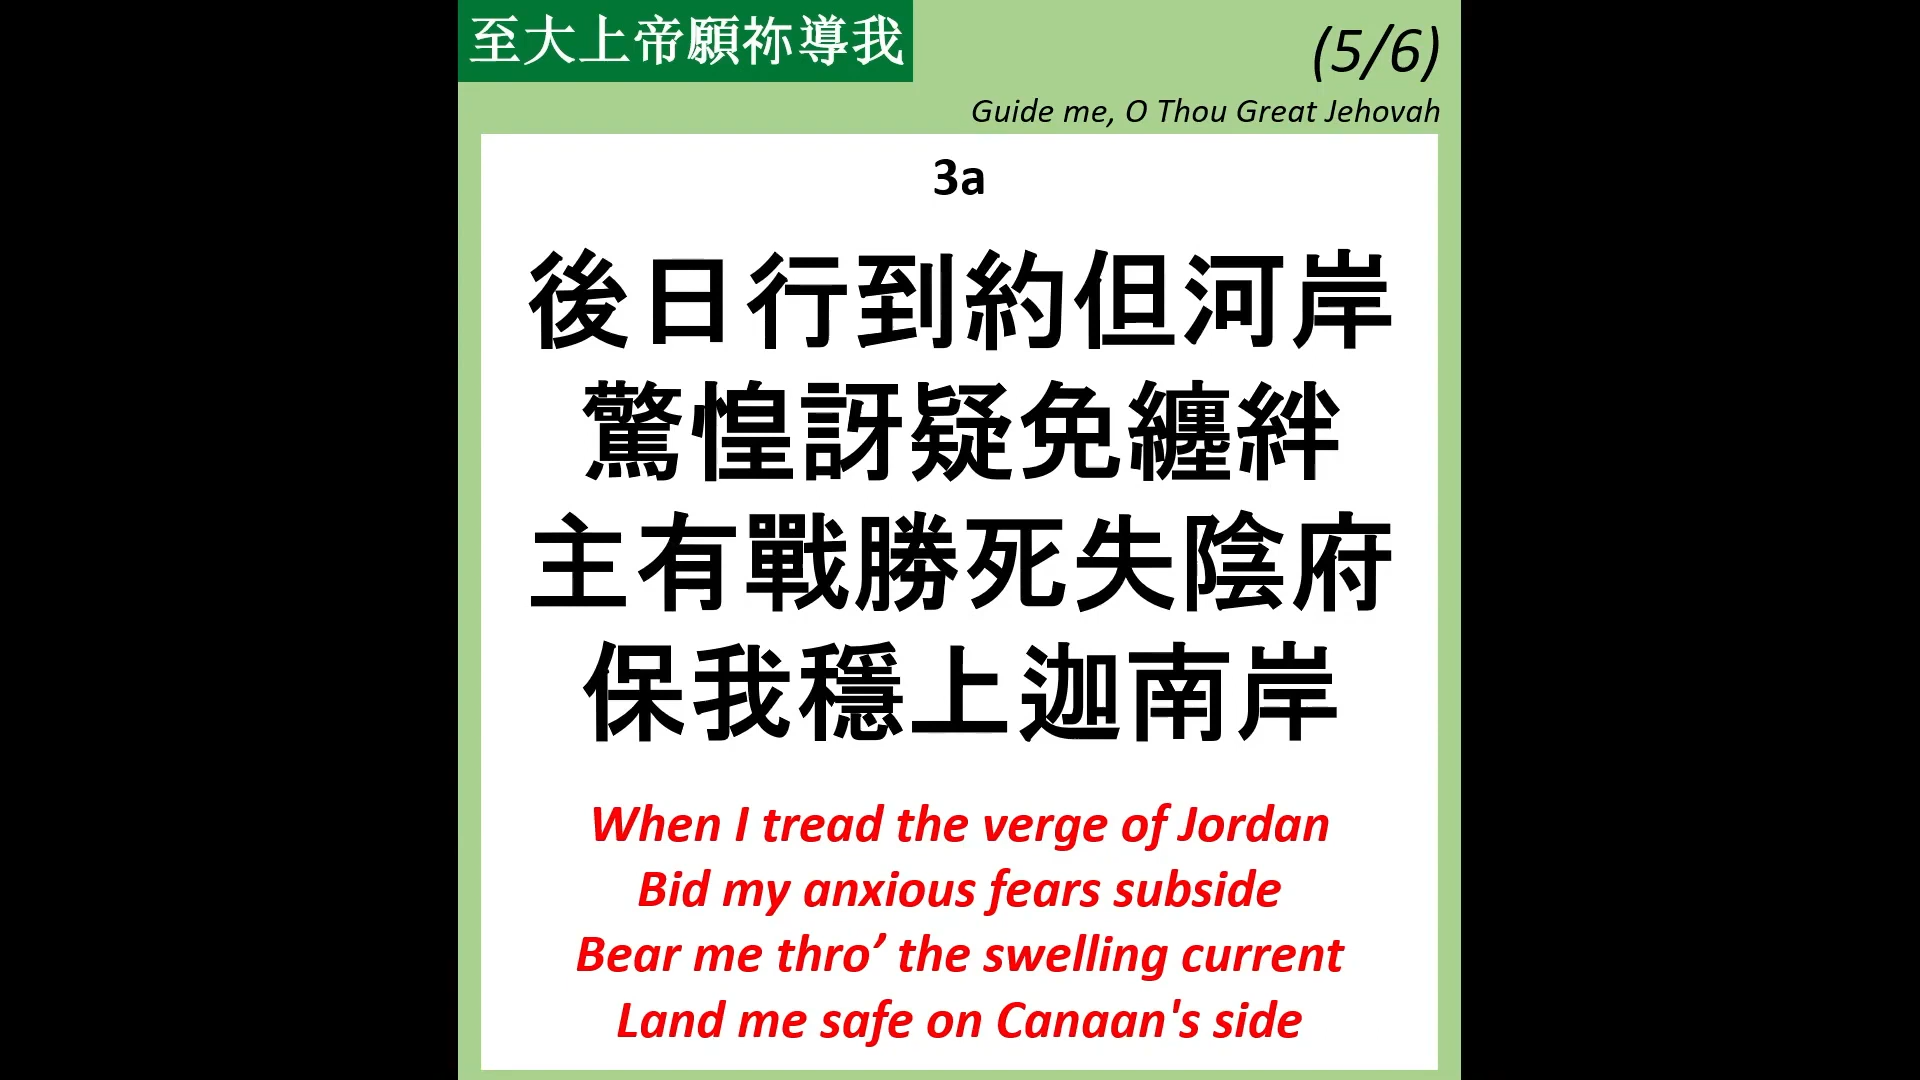 至大上帝願祢導我
(5/6)
Guide me, O Thou Great Jehovah
3a
後日行到約但河岸
驚惶訝疑免纏絆
主有戰勝死失陰府
保我穩上迦南岸
When I tread the verge of Jordan
Bid my anxious fears subside
Bear me thro’ the swelling current
Land me safe on Canaan's side